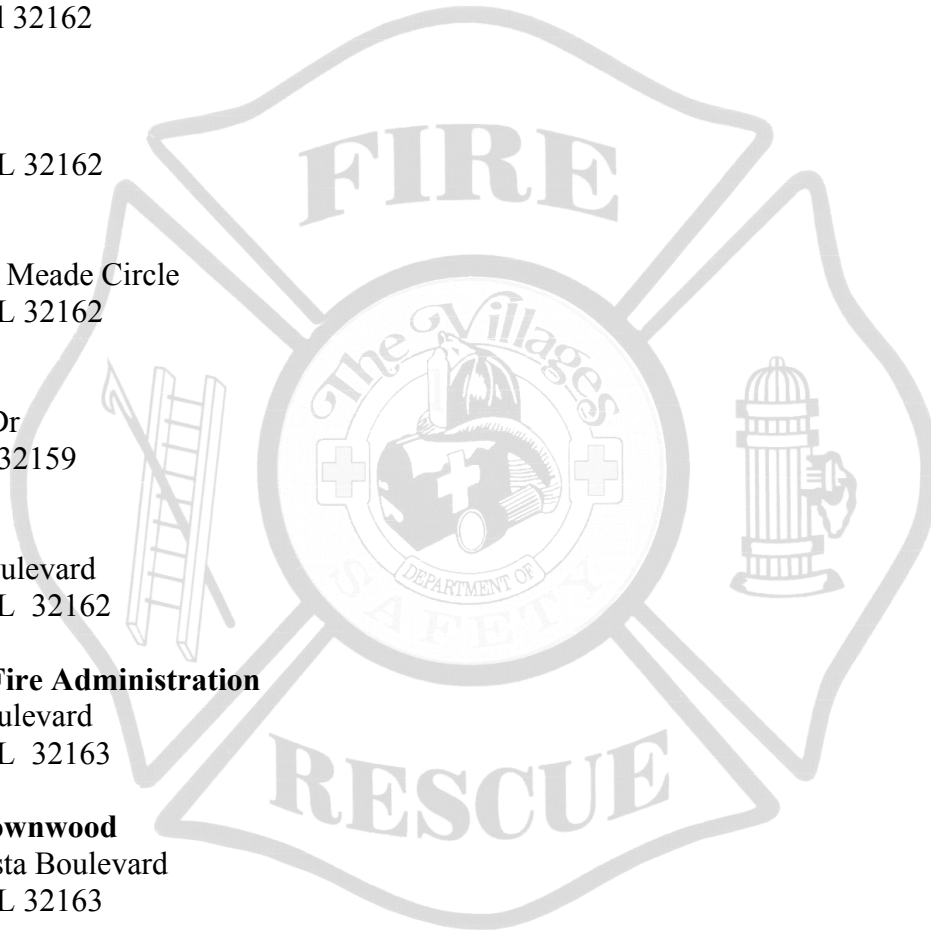 32162
L 32162
Meade Circle
L 32162
Dr
32159
ulevard
L 32162
Fire Administration
ulevard
L 32163
ownwood
sta Boulevard
L 32163
FIRE
The Villages
DEPARTMENT OF
SAFETY
RESCUE